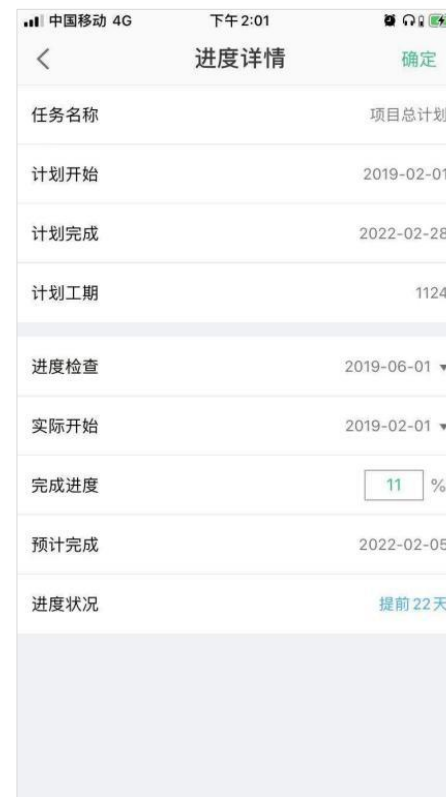 中国移动 4G 下午2:01
进度详情 确定
任务名称 项目总计划
计划开始 2019-02-01
计划完成 2022-02-28
计划工期 1124
进度检查 2019-06-01
实际开始 2019-02-01
完成进度 11 %
预计完成 2022-02-05
进度状况 提前22天